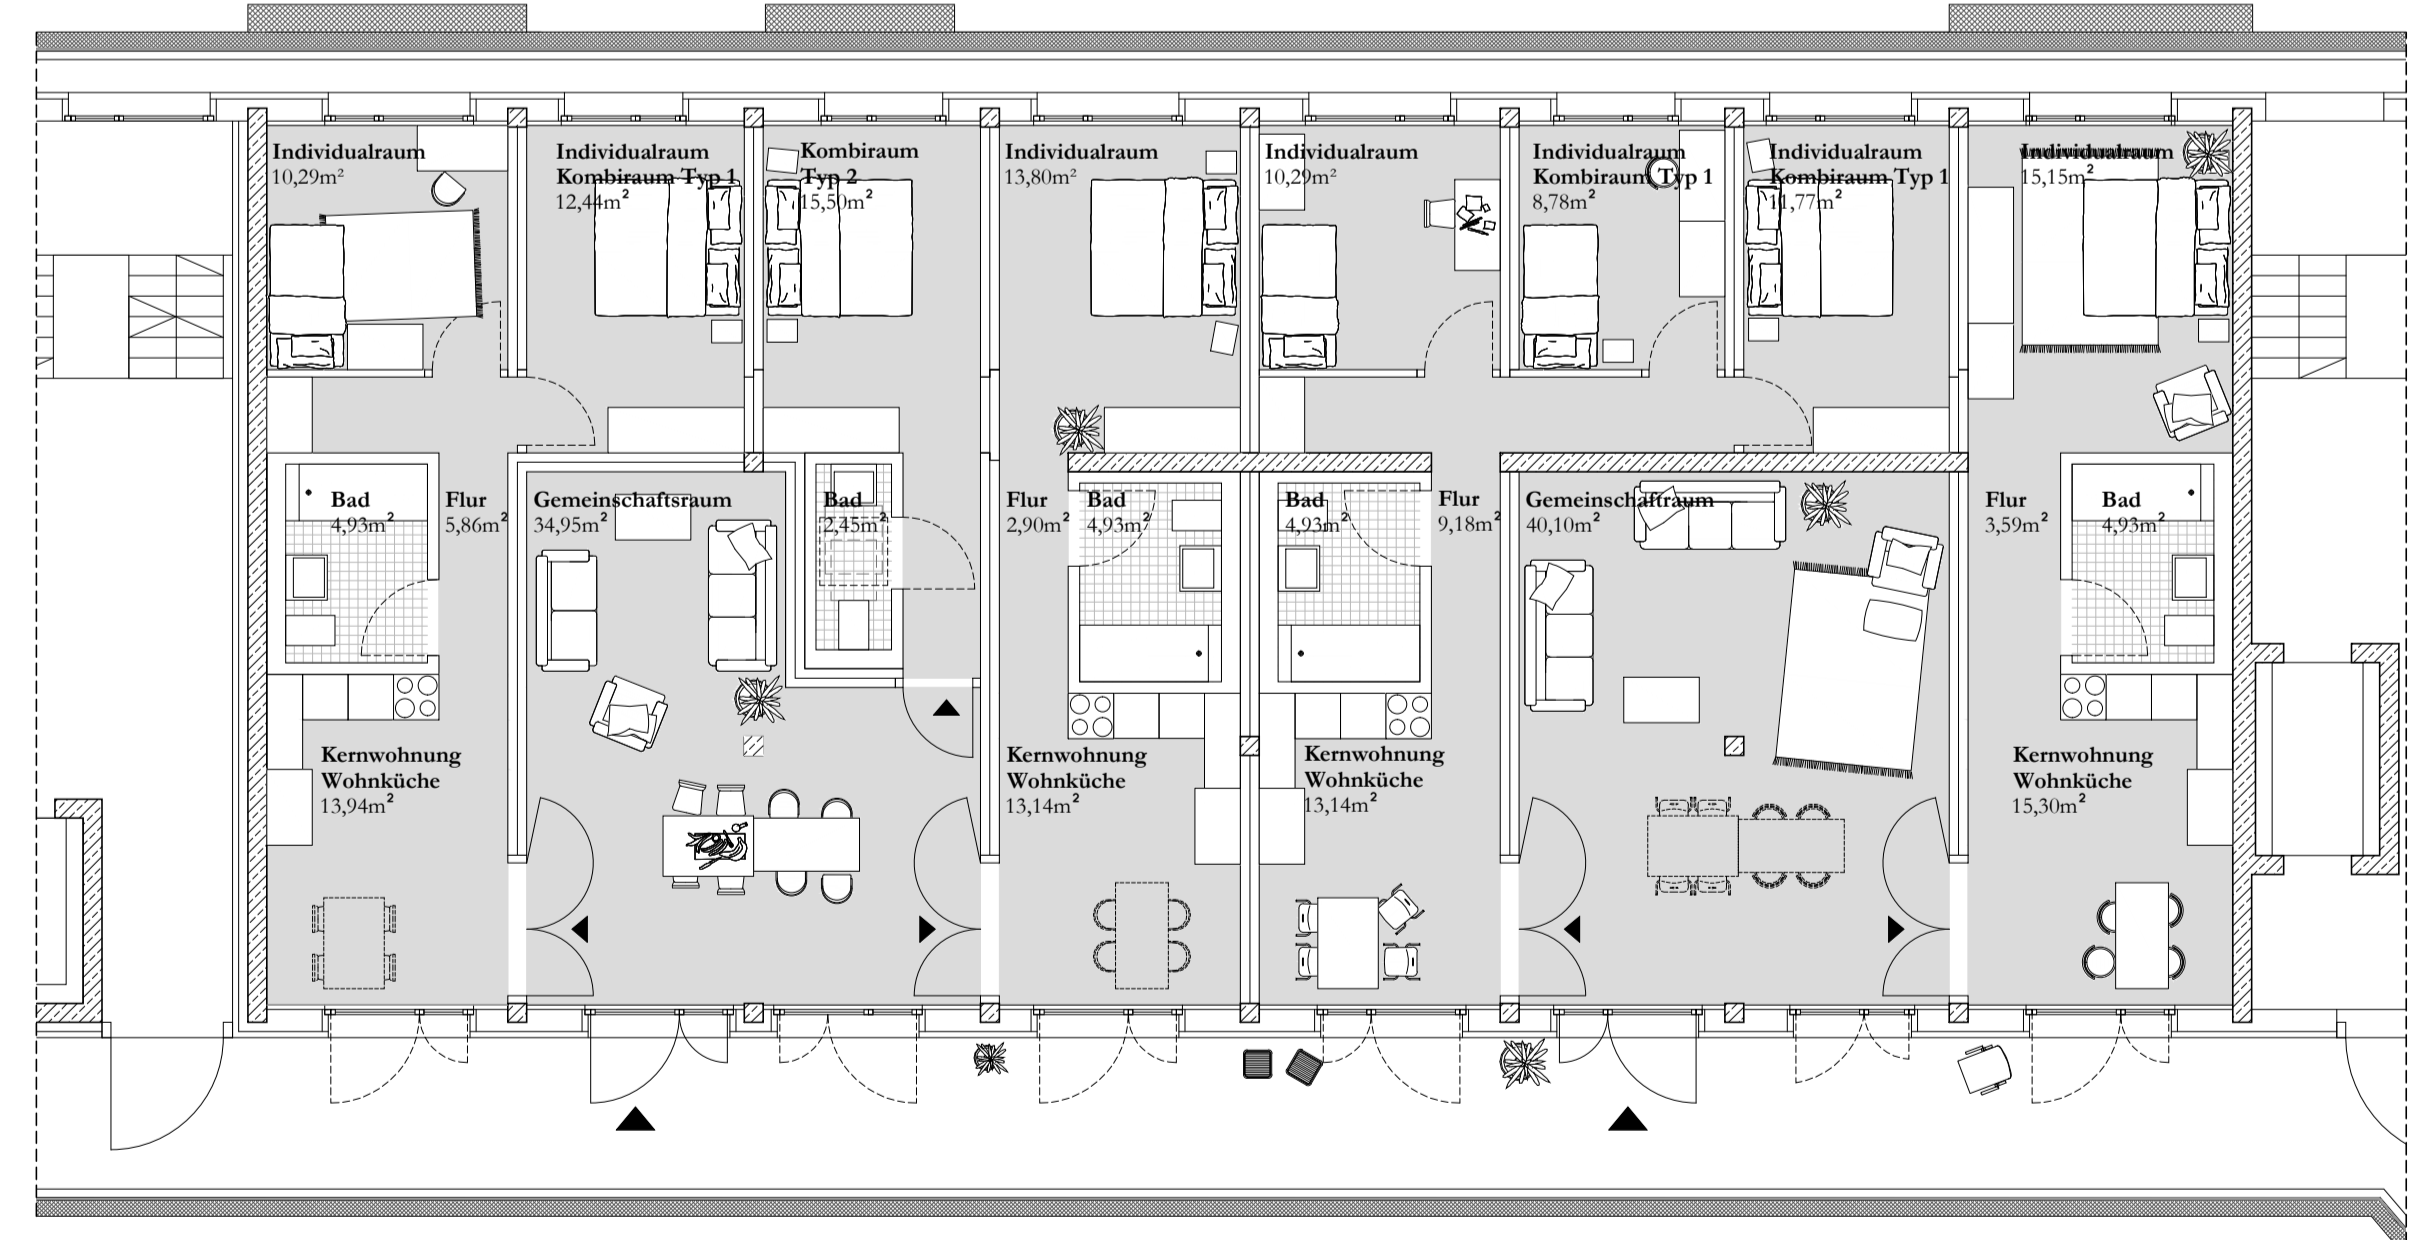 Individualraum
10,29m²
Individualraum
Kombiraum Typ 1
12,44m²
Kombiraum
Typ 2
15,50m²
Individualraum
13,80m²
Individualraum
10,29m²
Individualraum
Kombiraum Typ 1
8,78m²
Individualraum
Kombiraum Typ 1
11,77m²
Individualraum
15,15m²
Bad
4,93m²
Flur
5,86m²
Gemeinschaftsraum
34,95m²
Bad
2,45m²
Flur
2,90m²
Bad
4,93m²
Bad
4,93m²
Flur
9,18m²
Gemeinschaftraum
40,10m²
Flur
3,59m²
Bad
4,93m²
Kernwohnung
Wohnküche
13,94m²
Kernwohnung
Wohnküche
13,14m²
Kernwohnung
Wohnküche
13,14m²
Kernwohnung
Wohnküche
15,30m²